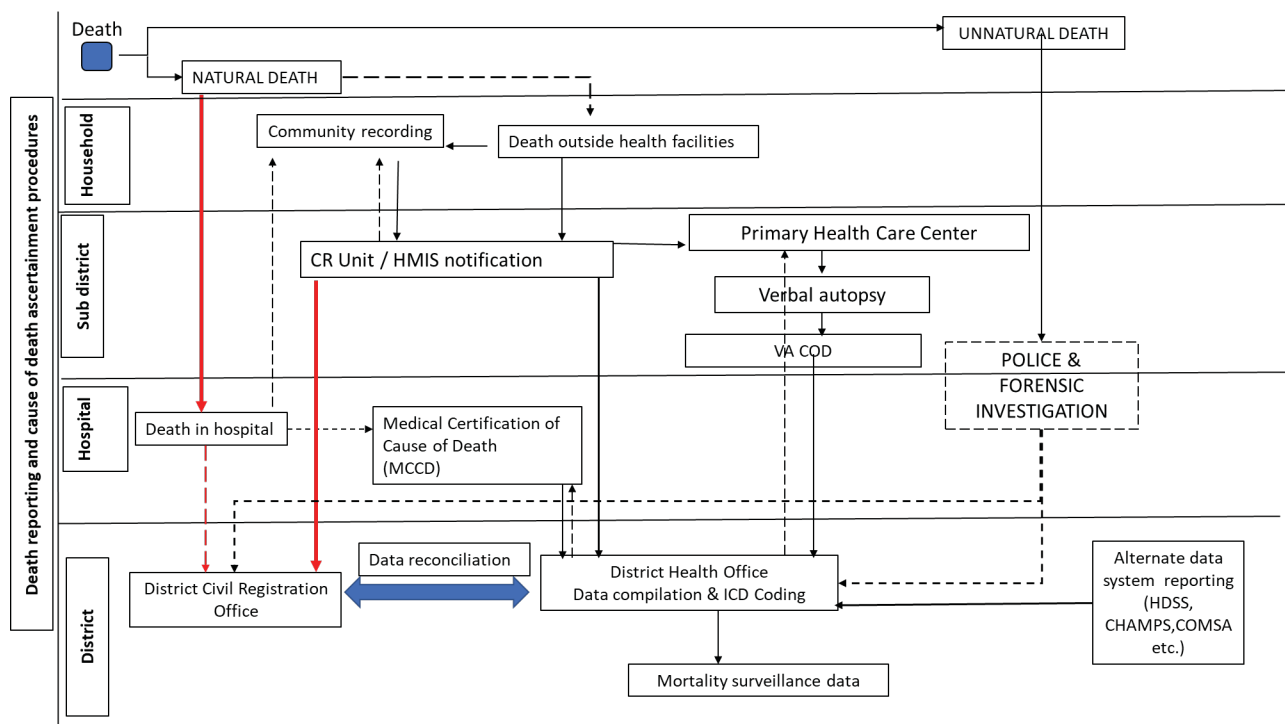 Death
UNNATURAL DEATH
NATURAL DEATH
Death reporting and cause of death ascertainment procedures
Household
Community recording
Death outside health facilities
Sub district
Primary Health Care Center
CR Unit / HMIS notification
Verbal autopsy
VA COD
POLICE &
FORENSIC
INVESTIGATION
Hospital
Death in hospital
Medical Certification of
Cause of Death
(MCCD)
District
Data reconciliation
District Civil Registration
Office
District Health Office
Data compilation & ICD Coding
Alternate data
system reporting
(HDSS,
CHAMPS,COMSA
etc.)
Mortality surveillance data